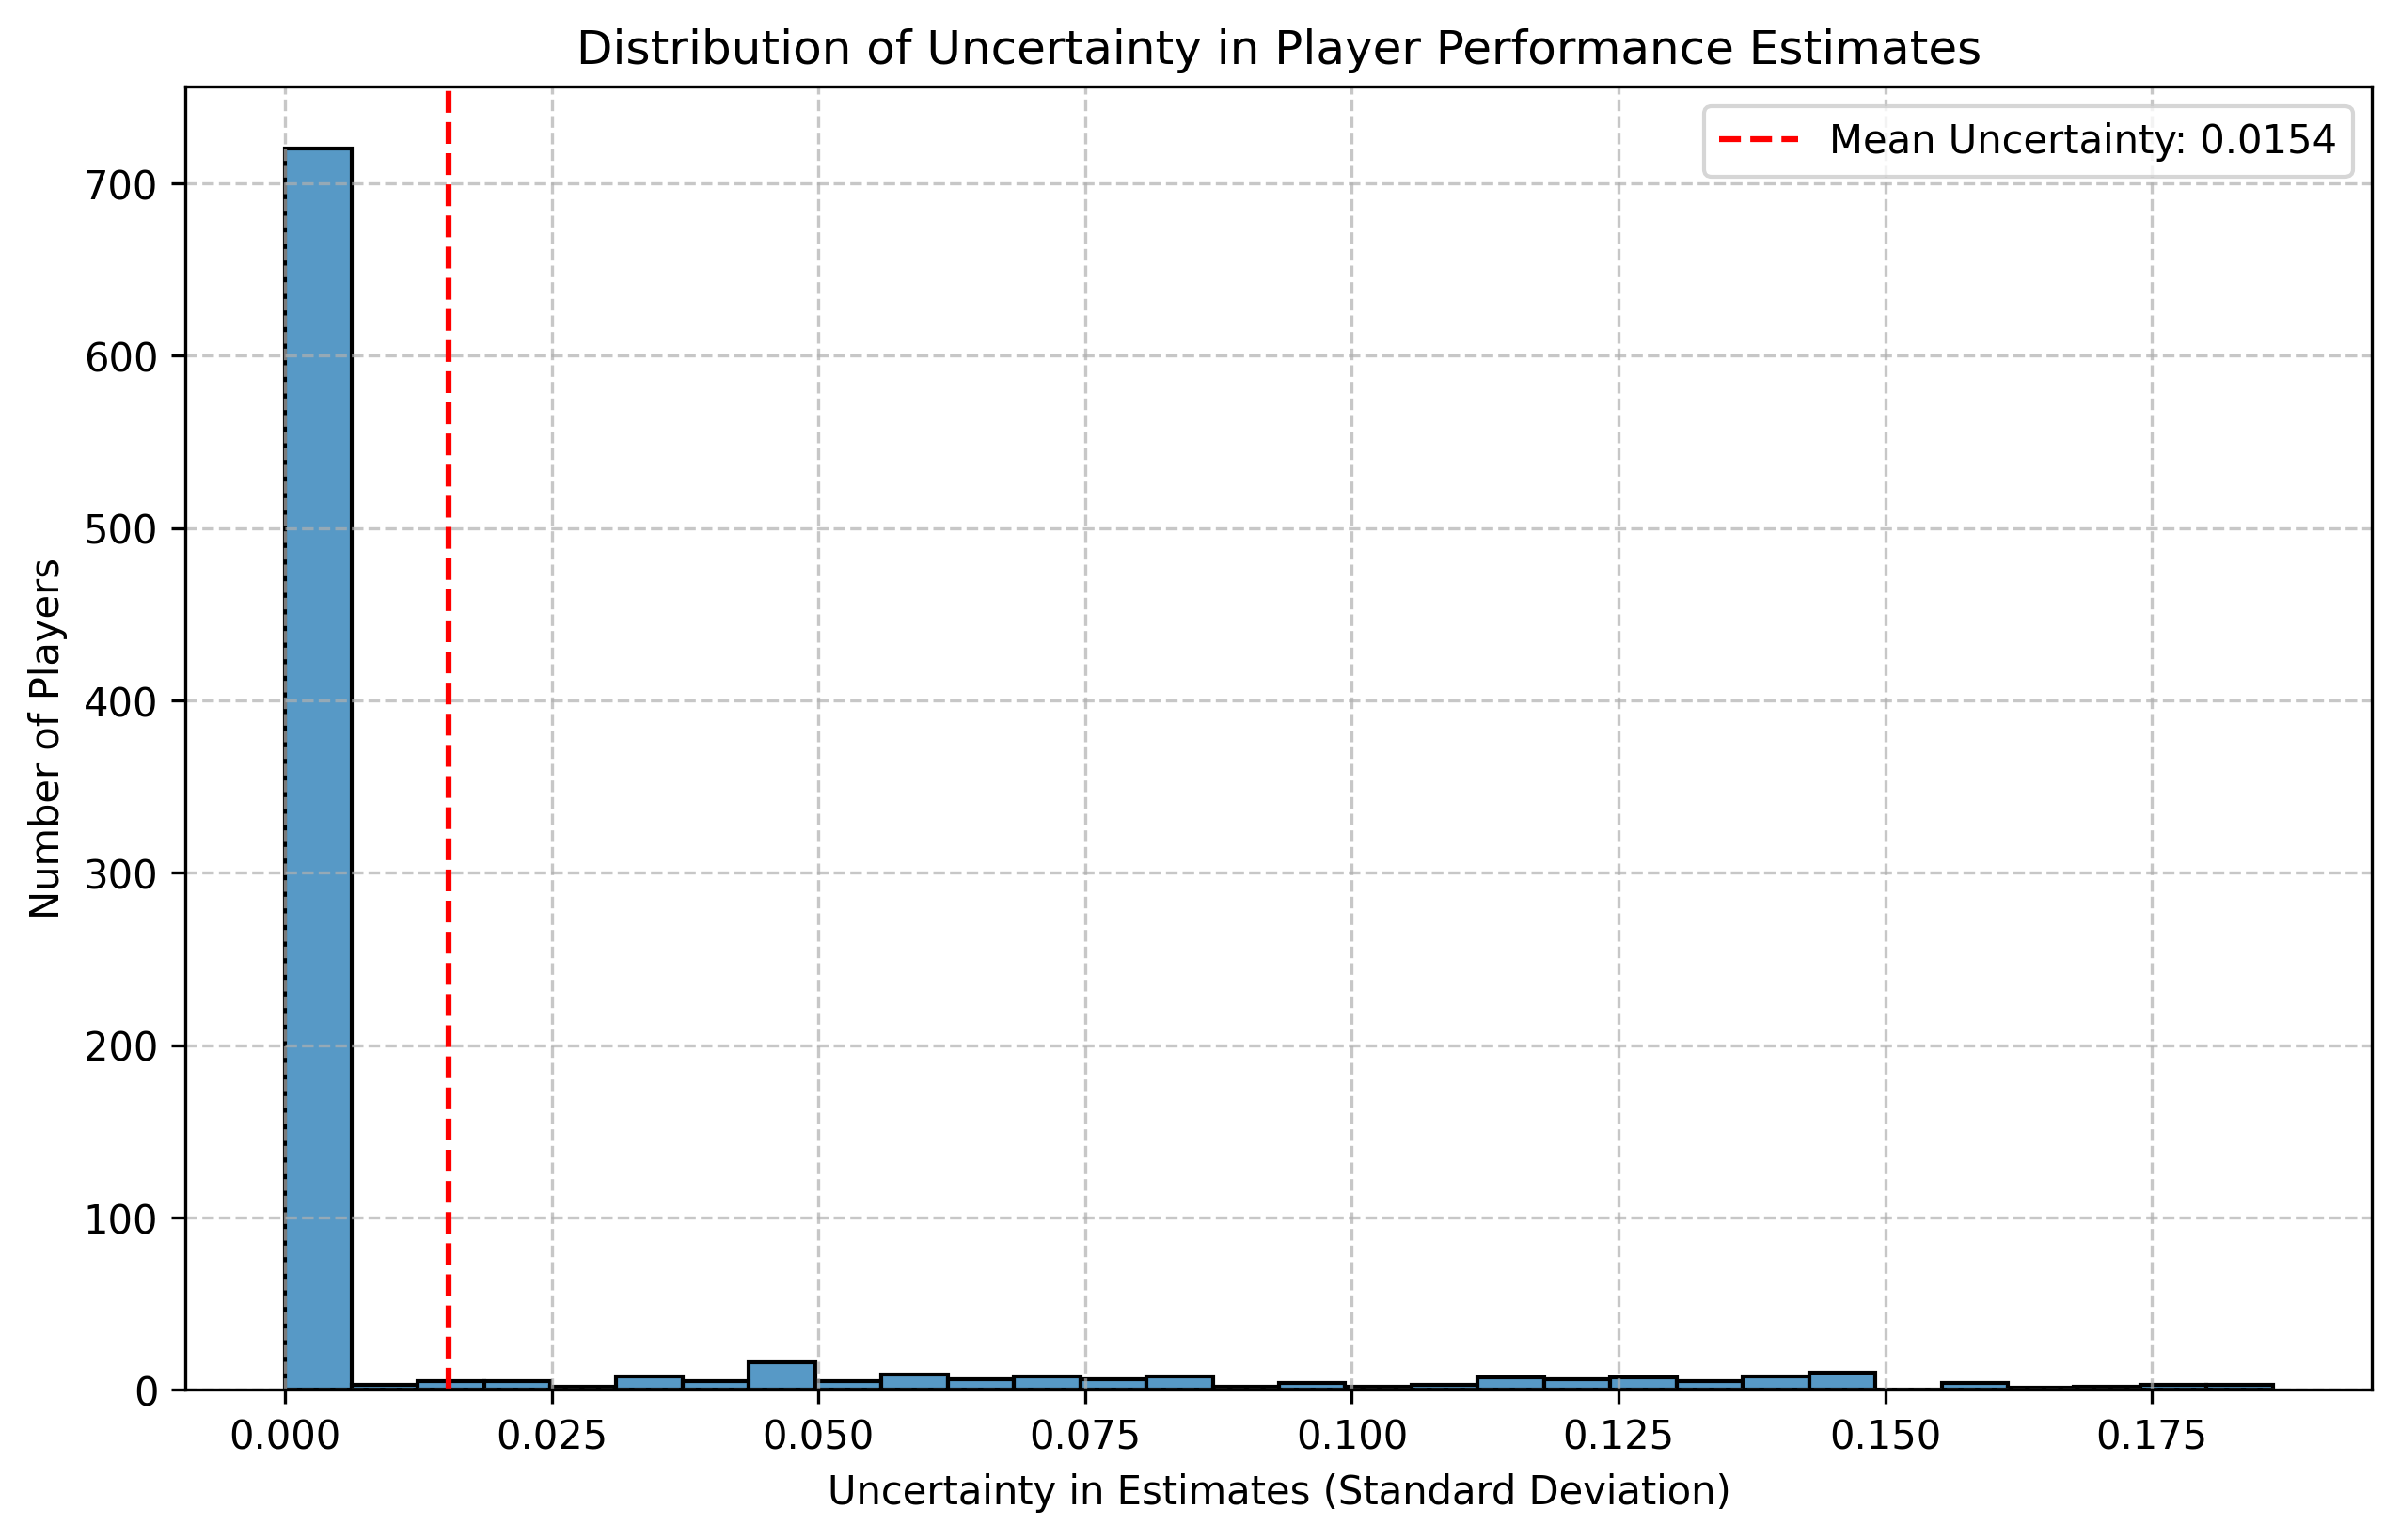 Distribution of Uncertainty in Player Performance Estimates
Mean Uncertainty: 0.0154
700
600
500
400
300
200
100
0
Number of Players
0.000 0.025 0.050 0.075 0.100 0.125 0.150 0.175
Uncertainty in Estimates (Standard Deviation)